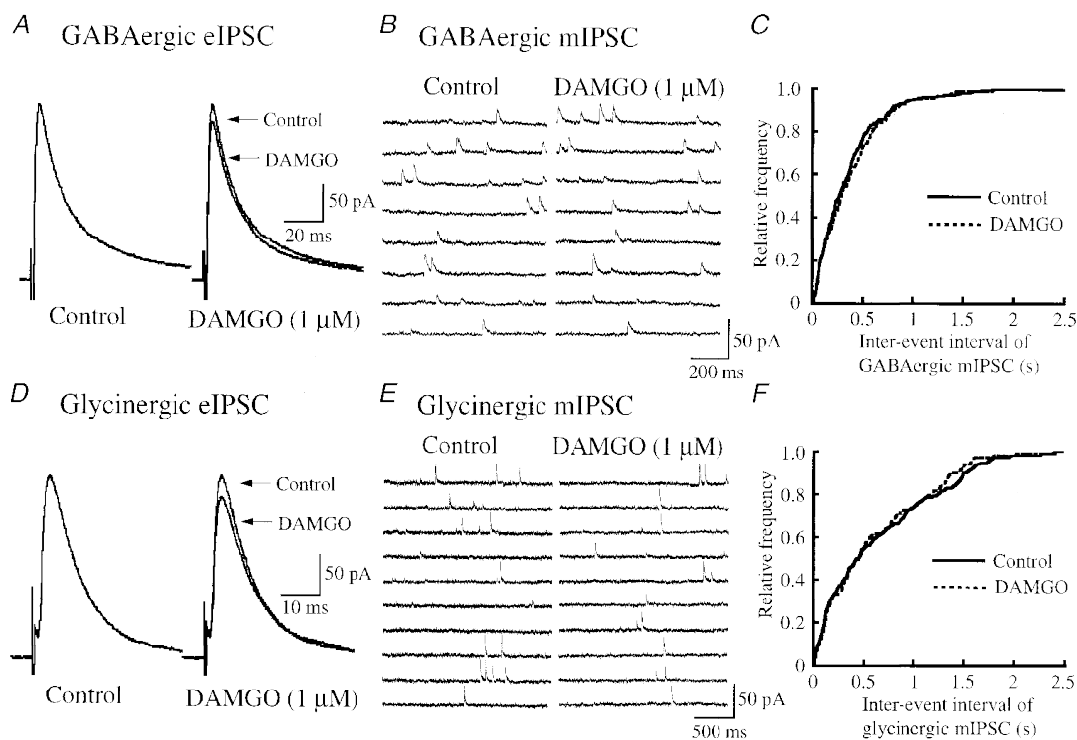 A GABAergic eIPSC
Control
DAMGO
50 pA
20 ms
Control
DAMGO (1 µM)
B GABAergic mIPSC
Control DAMGO (1 µM)
50 pA
200 ms
C
Relative frequency
1.0
0.8
0.6
0.4
0.2
0
Control
DAMGO
0 0.5 1 1.5 2 2.5
Inter-event interval of
GABAergic mIPSC (s)
D Glycinergic eIPSC
Control
DAMGO
50 pA
10 ms
Control
DAMGO (1 µM)
E Glycinergic mIPSC
Control DAMGO (1 µM)
50 pA
500 ms
F
Relative frequency
1.0
0.8
0.6
0.4
0.2
0
Control
DAMGO
0 0.5 1 1.5 2 2.5
Inter-event interval of
glycinergic mIPSC (s)